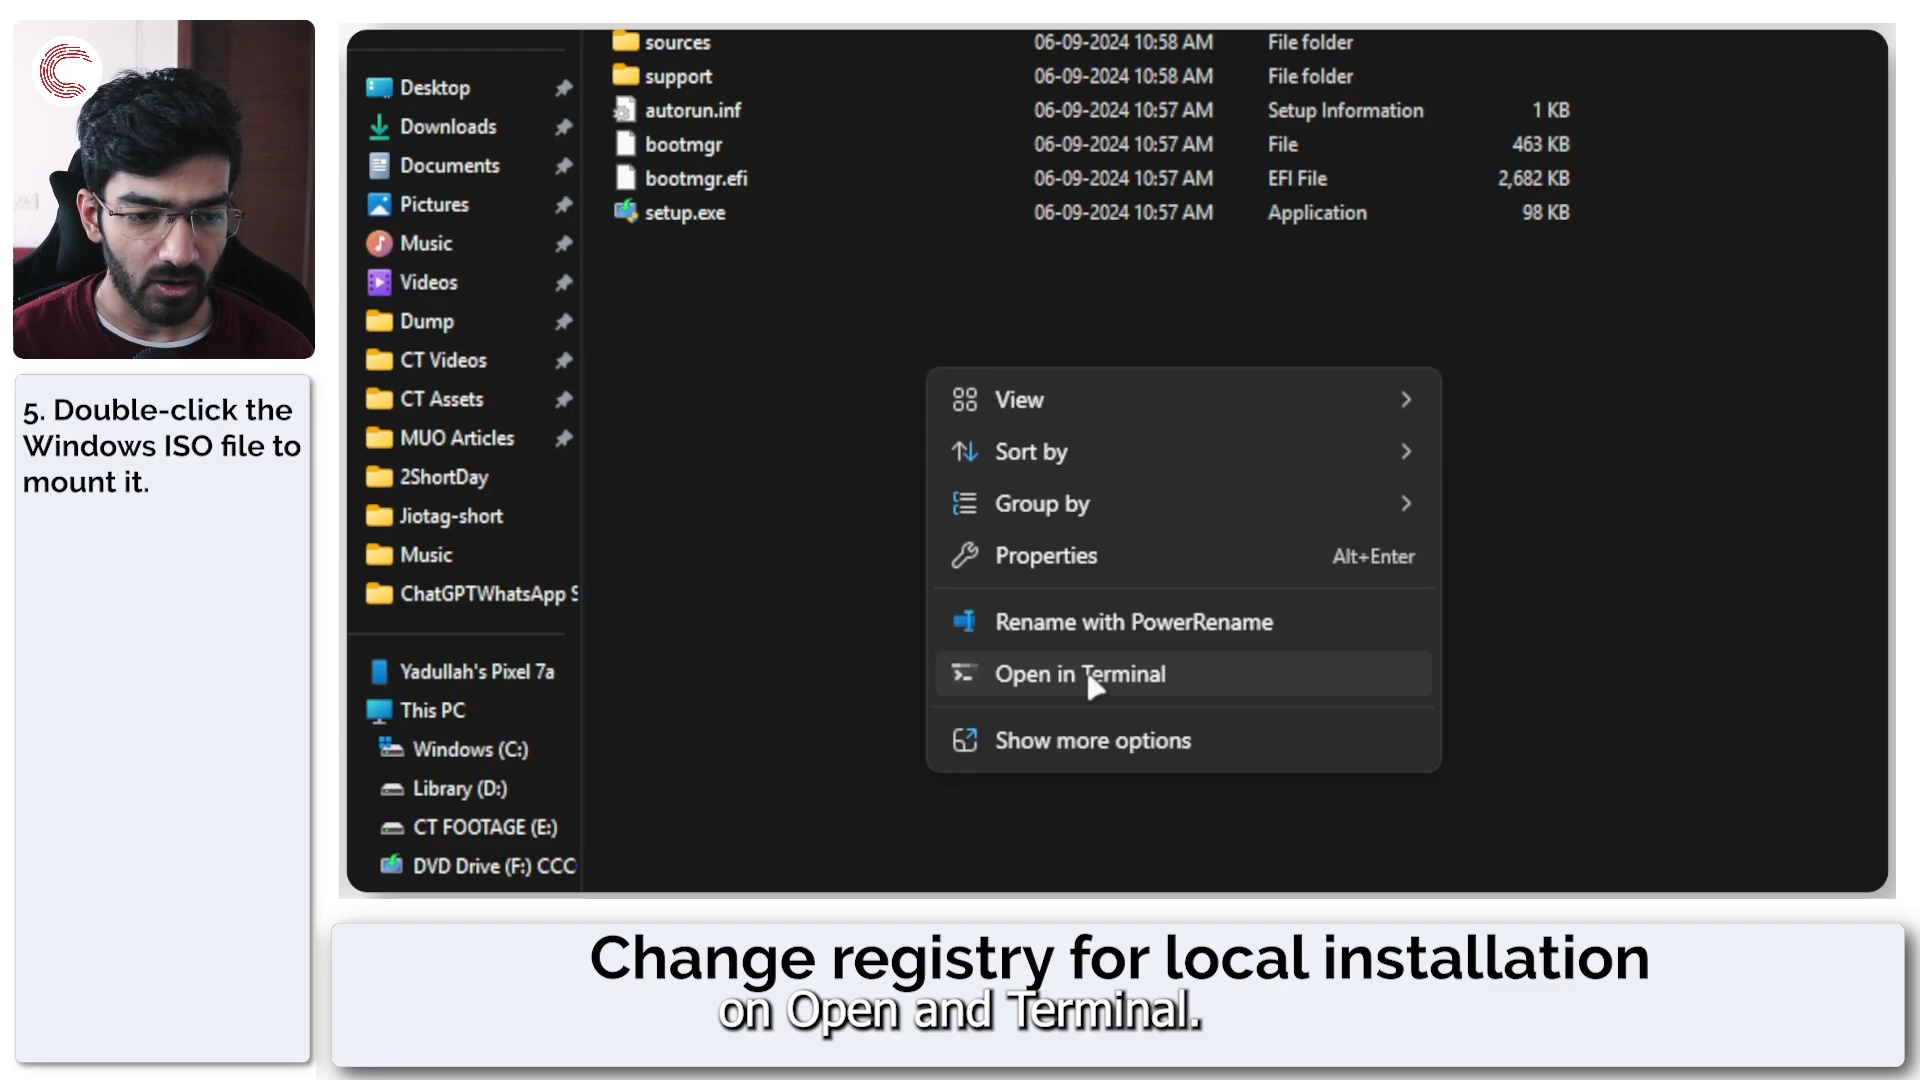 5. Double-click the
Windows ISO file to
mount it.
Desktop
Downloads
Documents
Pictures
Music
Videos
Dump
CT Videos
CT Assets
MUO Articles
2ShortDay
Jiotag-short
Music
ChatGPTWhatsApp S
Yadullah's Pixel 7a
This PC
Windows (C:)
Library (D:)
CT FOOTAGE (E:)
DVD Drive (F:) CCC
sources 06-09-2024 10:58 AM File folder
support 06-09-2024 10:58 AM File folder
autorun.inf 06-09-2024 10:57 AM Setup Information 1 KB
bootmgr 06-09-2024 10:57 AM File 463 KB
bootmgr.efi 06-09-2024 10:57 AM EFI File 2,682 KB
setup.exe 06-09-2024 10:57 AM Application 98 KB
View
Sort by
Group by
Properties Alt+Enter
Rename with PowerRename
Open in Terminal
Show more options
Change registry for local installation
on Open and Terminal.